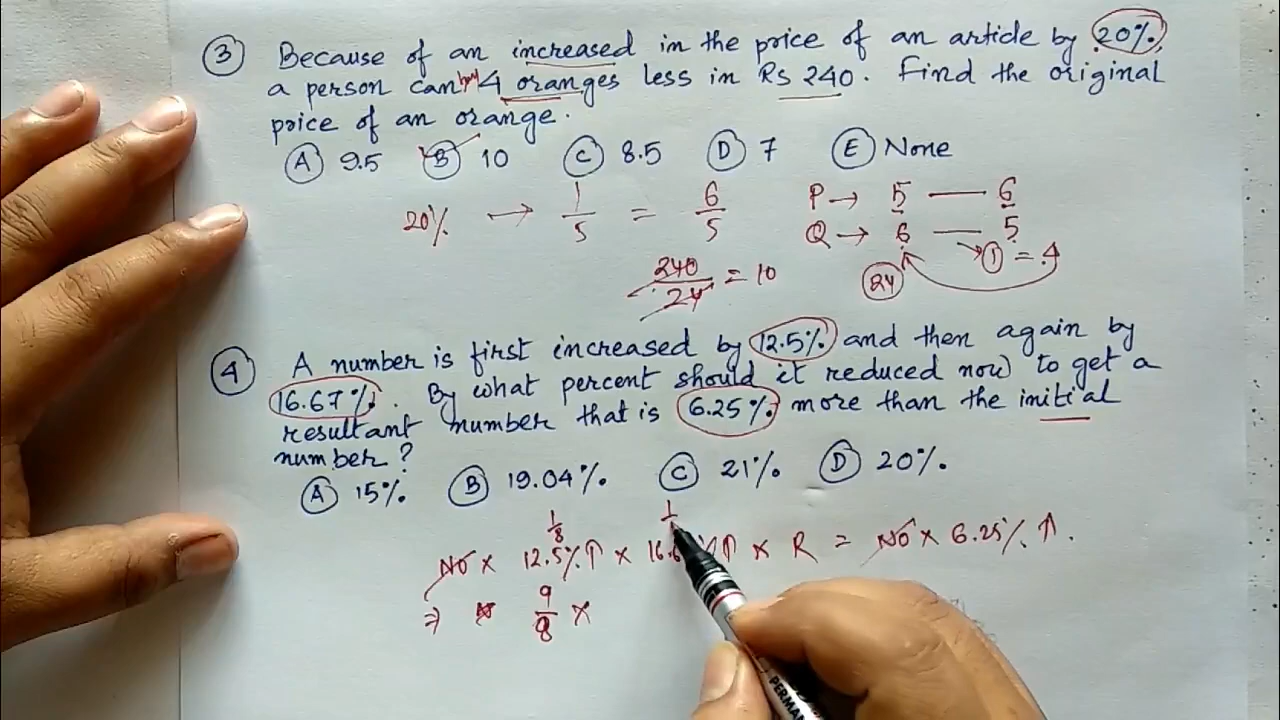 3 Because of an increased in the price of an article by 20%
a person can buy 4 oranges less in Rs 240. Find the original
price of an orange.
A 9.5 B 10 C 8.5 D 7 E None
20% → 1/5 = 6/5
P → 5 — 6
Q → 6 — 5
1 = 4
24
240/24 = 10
4 A number is first increased by 12.5% and then again by
16.67%. By what percent should it reduced now to get a
resultant number that is 6.25% more than the initial
number?
A 15% B 19.04% C 21% D 20%.
1/8 1/
No × 12.5%↑ × 16.6 %↑ × R = No × 6.25%↑.
⇒ 9/8 ×
PERMAN